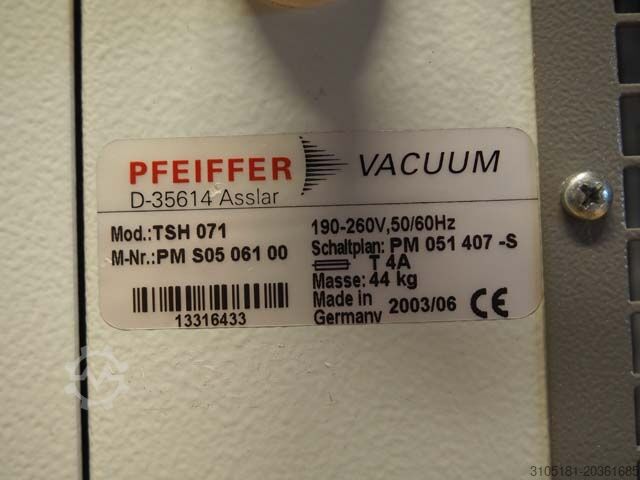 PFEIFFER VACUUM
D-35614 Asslar
Mod.:TSH 071
M-Nr.:PM S05 061 00
13316433
190-260V,50/60Hz
Schaltplan: PM 051 407 -S
T 4A
Masse: 44 kg
Made in Germany 2003/06 CE
3105181-20361685